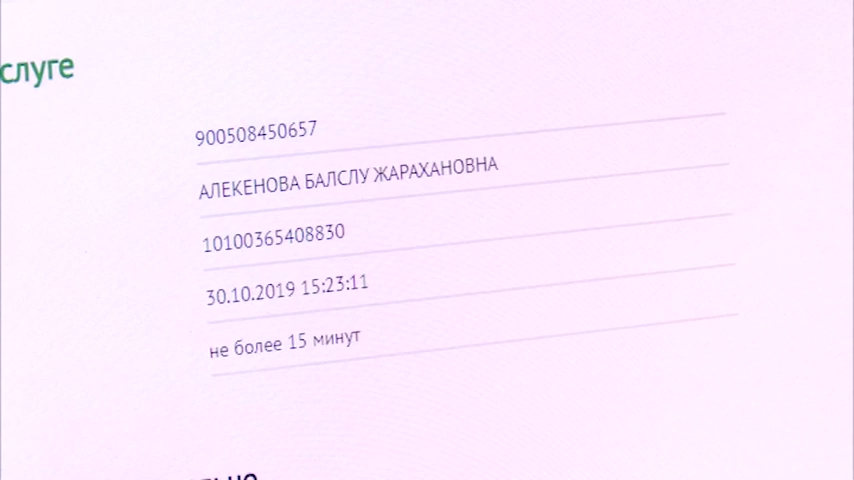 слуге
900508450657
АЛЕКЕНОВА БАЛСЛУ ЖАРАХАНОВНА
10100365408830
30.10.2019 15:23:11
не более 15 минут